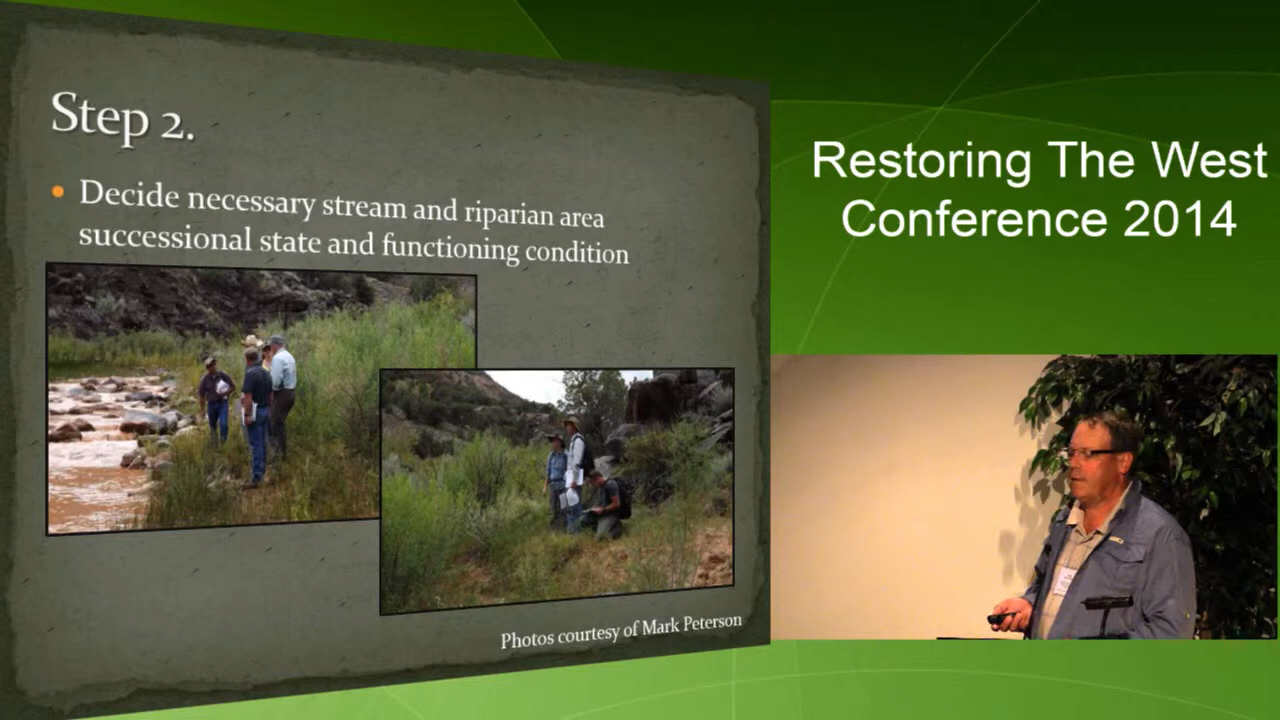 Step 2.
• Decide necessary stream and riparian area
successional state and functioning condition
Photos courtesy of Mark Peterson
Restoring The West
Conference 2014